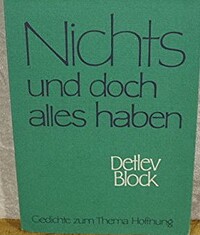 Nichts
und doch
alles haben
Detlev
Block
Gedichte zum Thema Hoffnung